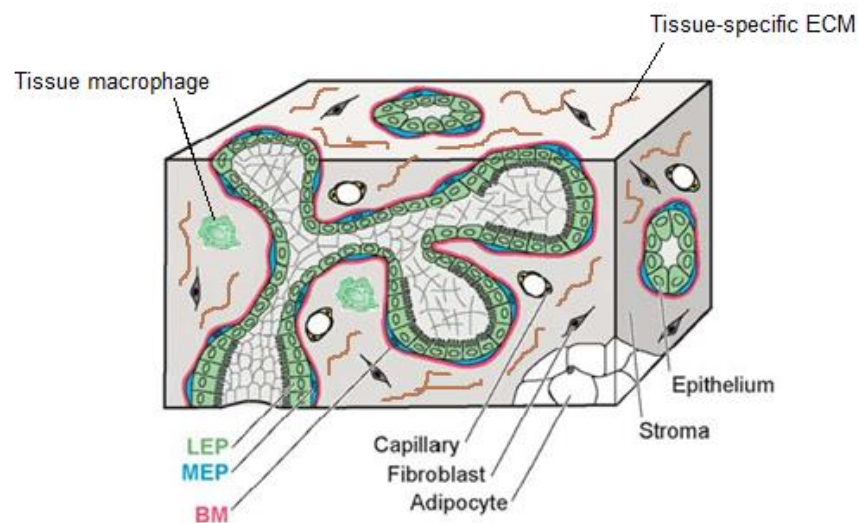 Tissue-specific ECM
Tissue macrophage
Epithelium
Stroma
LEP
MEP
BM
Capillary
Fibroblast
Adipocyte